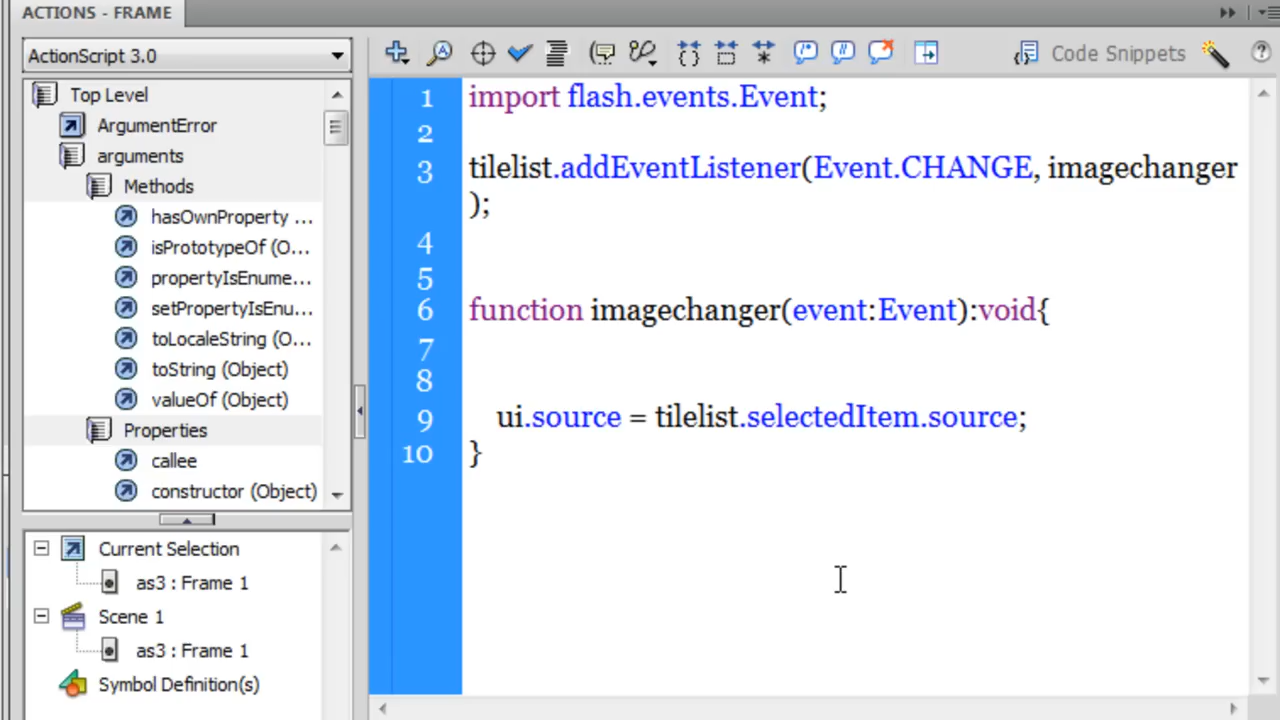 ACTIONS - FRAME
ActionScript 3.0
Code Snippets
Top Level
ArgumentError
arguments
Methods
hasOwnProperty ...
isPrototypeOf (O...
propertyIsEnume...
setPropertyIsEnu...
toLocaleString (O...
toString (Object)
valueOf (Object)
Properties
callee
constructor (Object)
Current Selection
as3 : Frame 1
Scene 1
as3 : Frame 1
Symbol Definition(s)
1 import flash.events.Event;
2
3 tilelist.addEventListener(Event.CHANGE, imagechanger
);
4
5
6 function imagechanger(event:Event):void{
7
8
9 ui.source = tilelist.selectedItem.source;
10 }